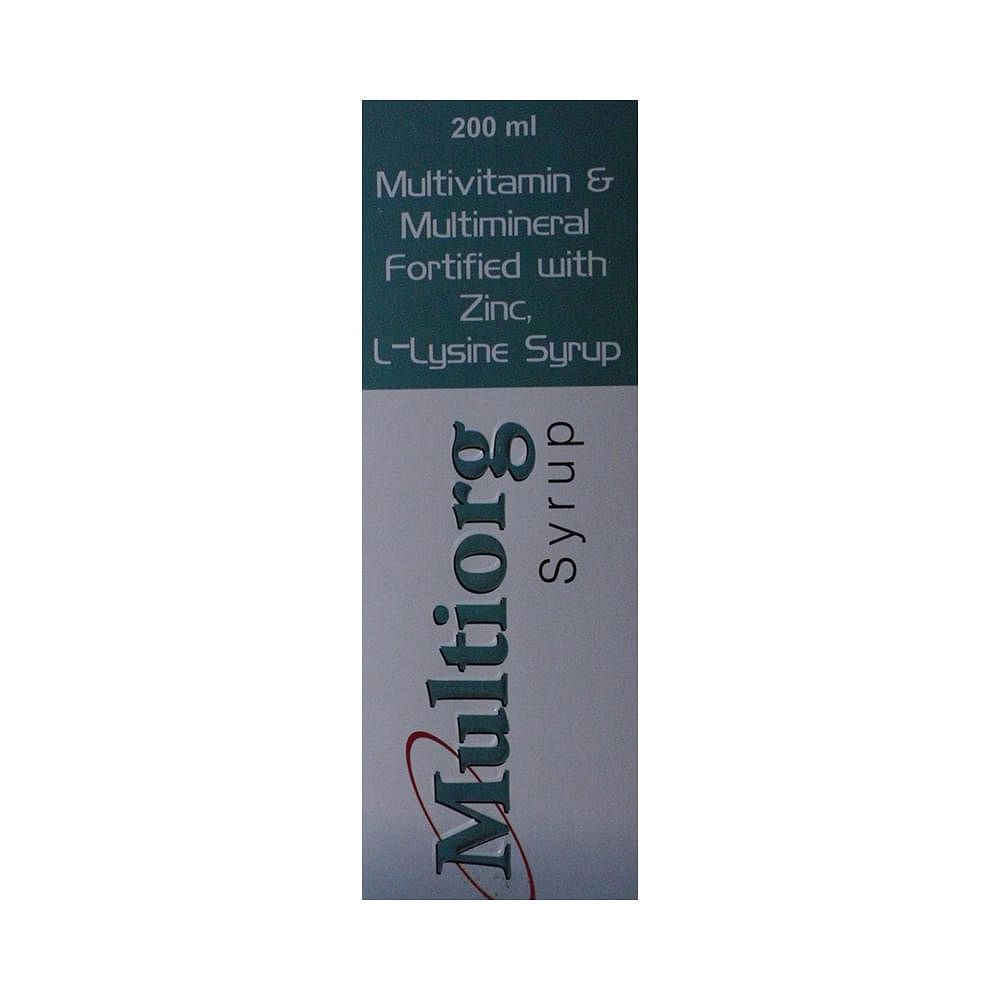 200 ml
Multivitamin &
Multimineral
Fortified with
Zinc,
L-Lysine Syrup
Multiorg
Syrup